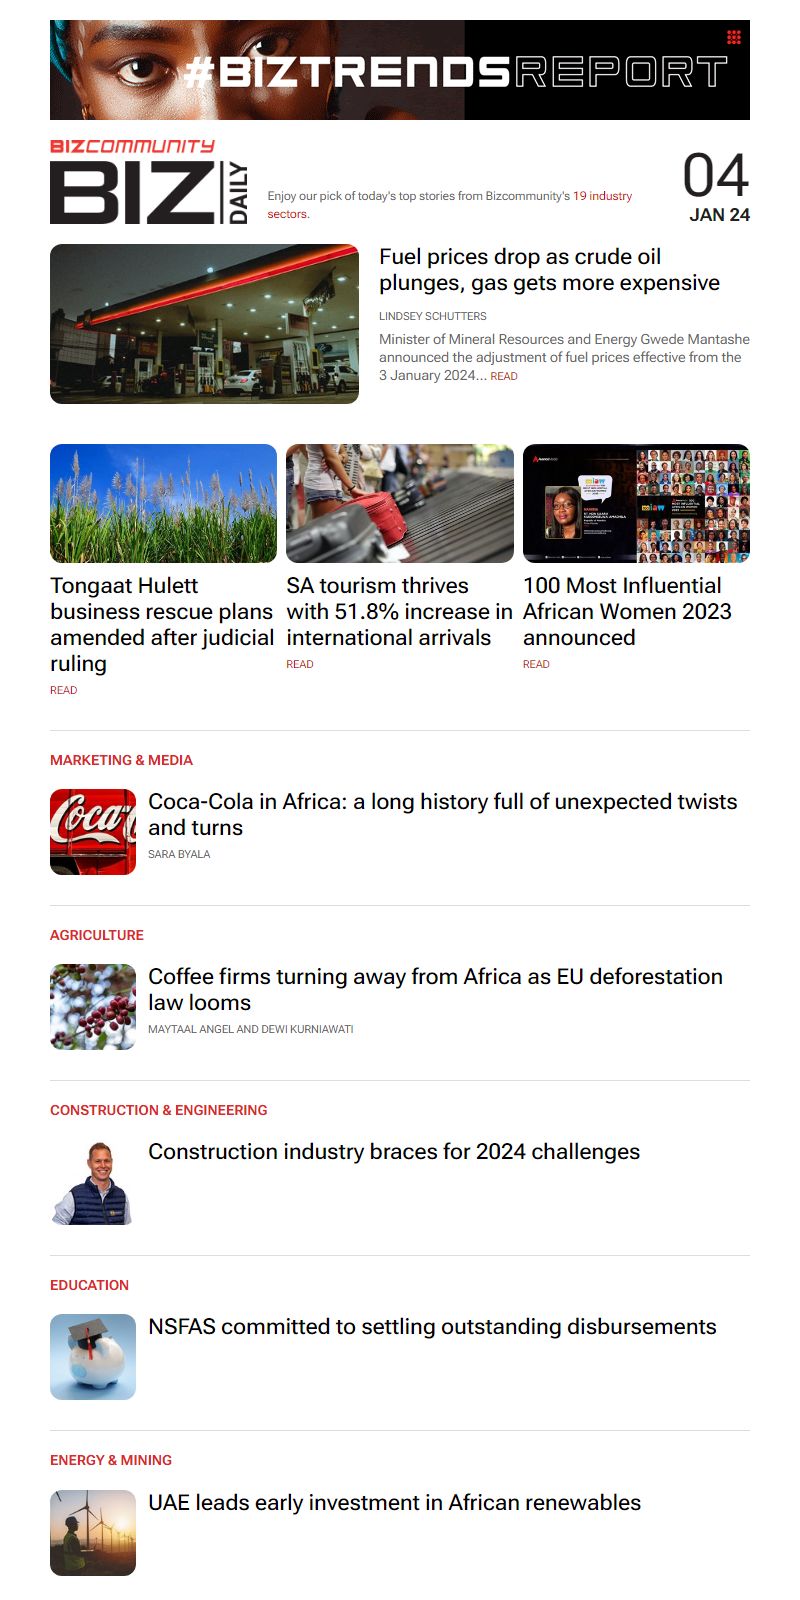 #BIZTRENDSREPORT
BIZCOMMUNITY
BIZ DAILY
Enjoy our pick of today's top stories from Bizcommunity's 19 industry
sectors.
04
JAN 24
Fuel prices drop as crude oil
plunges, gas gets more expensive
LINDSEY SCHUTTERS
Minister of Mineral Resources and Energy Gwede Mantashe
announced the adjustment of fuel prices effective from the
3 January 2024... READ
Tongaat Hulett
business rescue plans
amended after judicial
ruling
READ
SA tourism thrives
with 51.8% increase in
international arrivals
READ
100 Most Influential
African Women 2023
announced
READ
MARKETING & MEDIA
Coca-Cola in Africa: a long history full of unexpected twists
and turns
SARA BYALA
AGRICULTURE
Coffee firms turning away from Africa as EU deforestation
law looms
MAYTAAL ANGEL AND DEWI KURNIAWATI
CONSTRUCTION & ENGINEERING
Construction industry braces for 2024 challenges
EDUCATION
NSFAS committed to settling outstanding disbursements
ENERGY & MINING
UAE leads early investment in African renewables